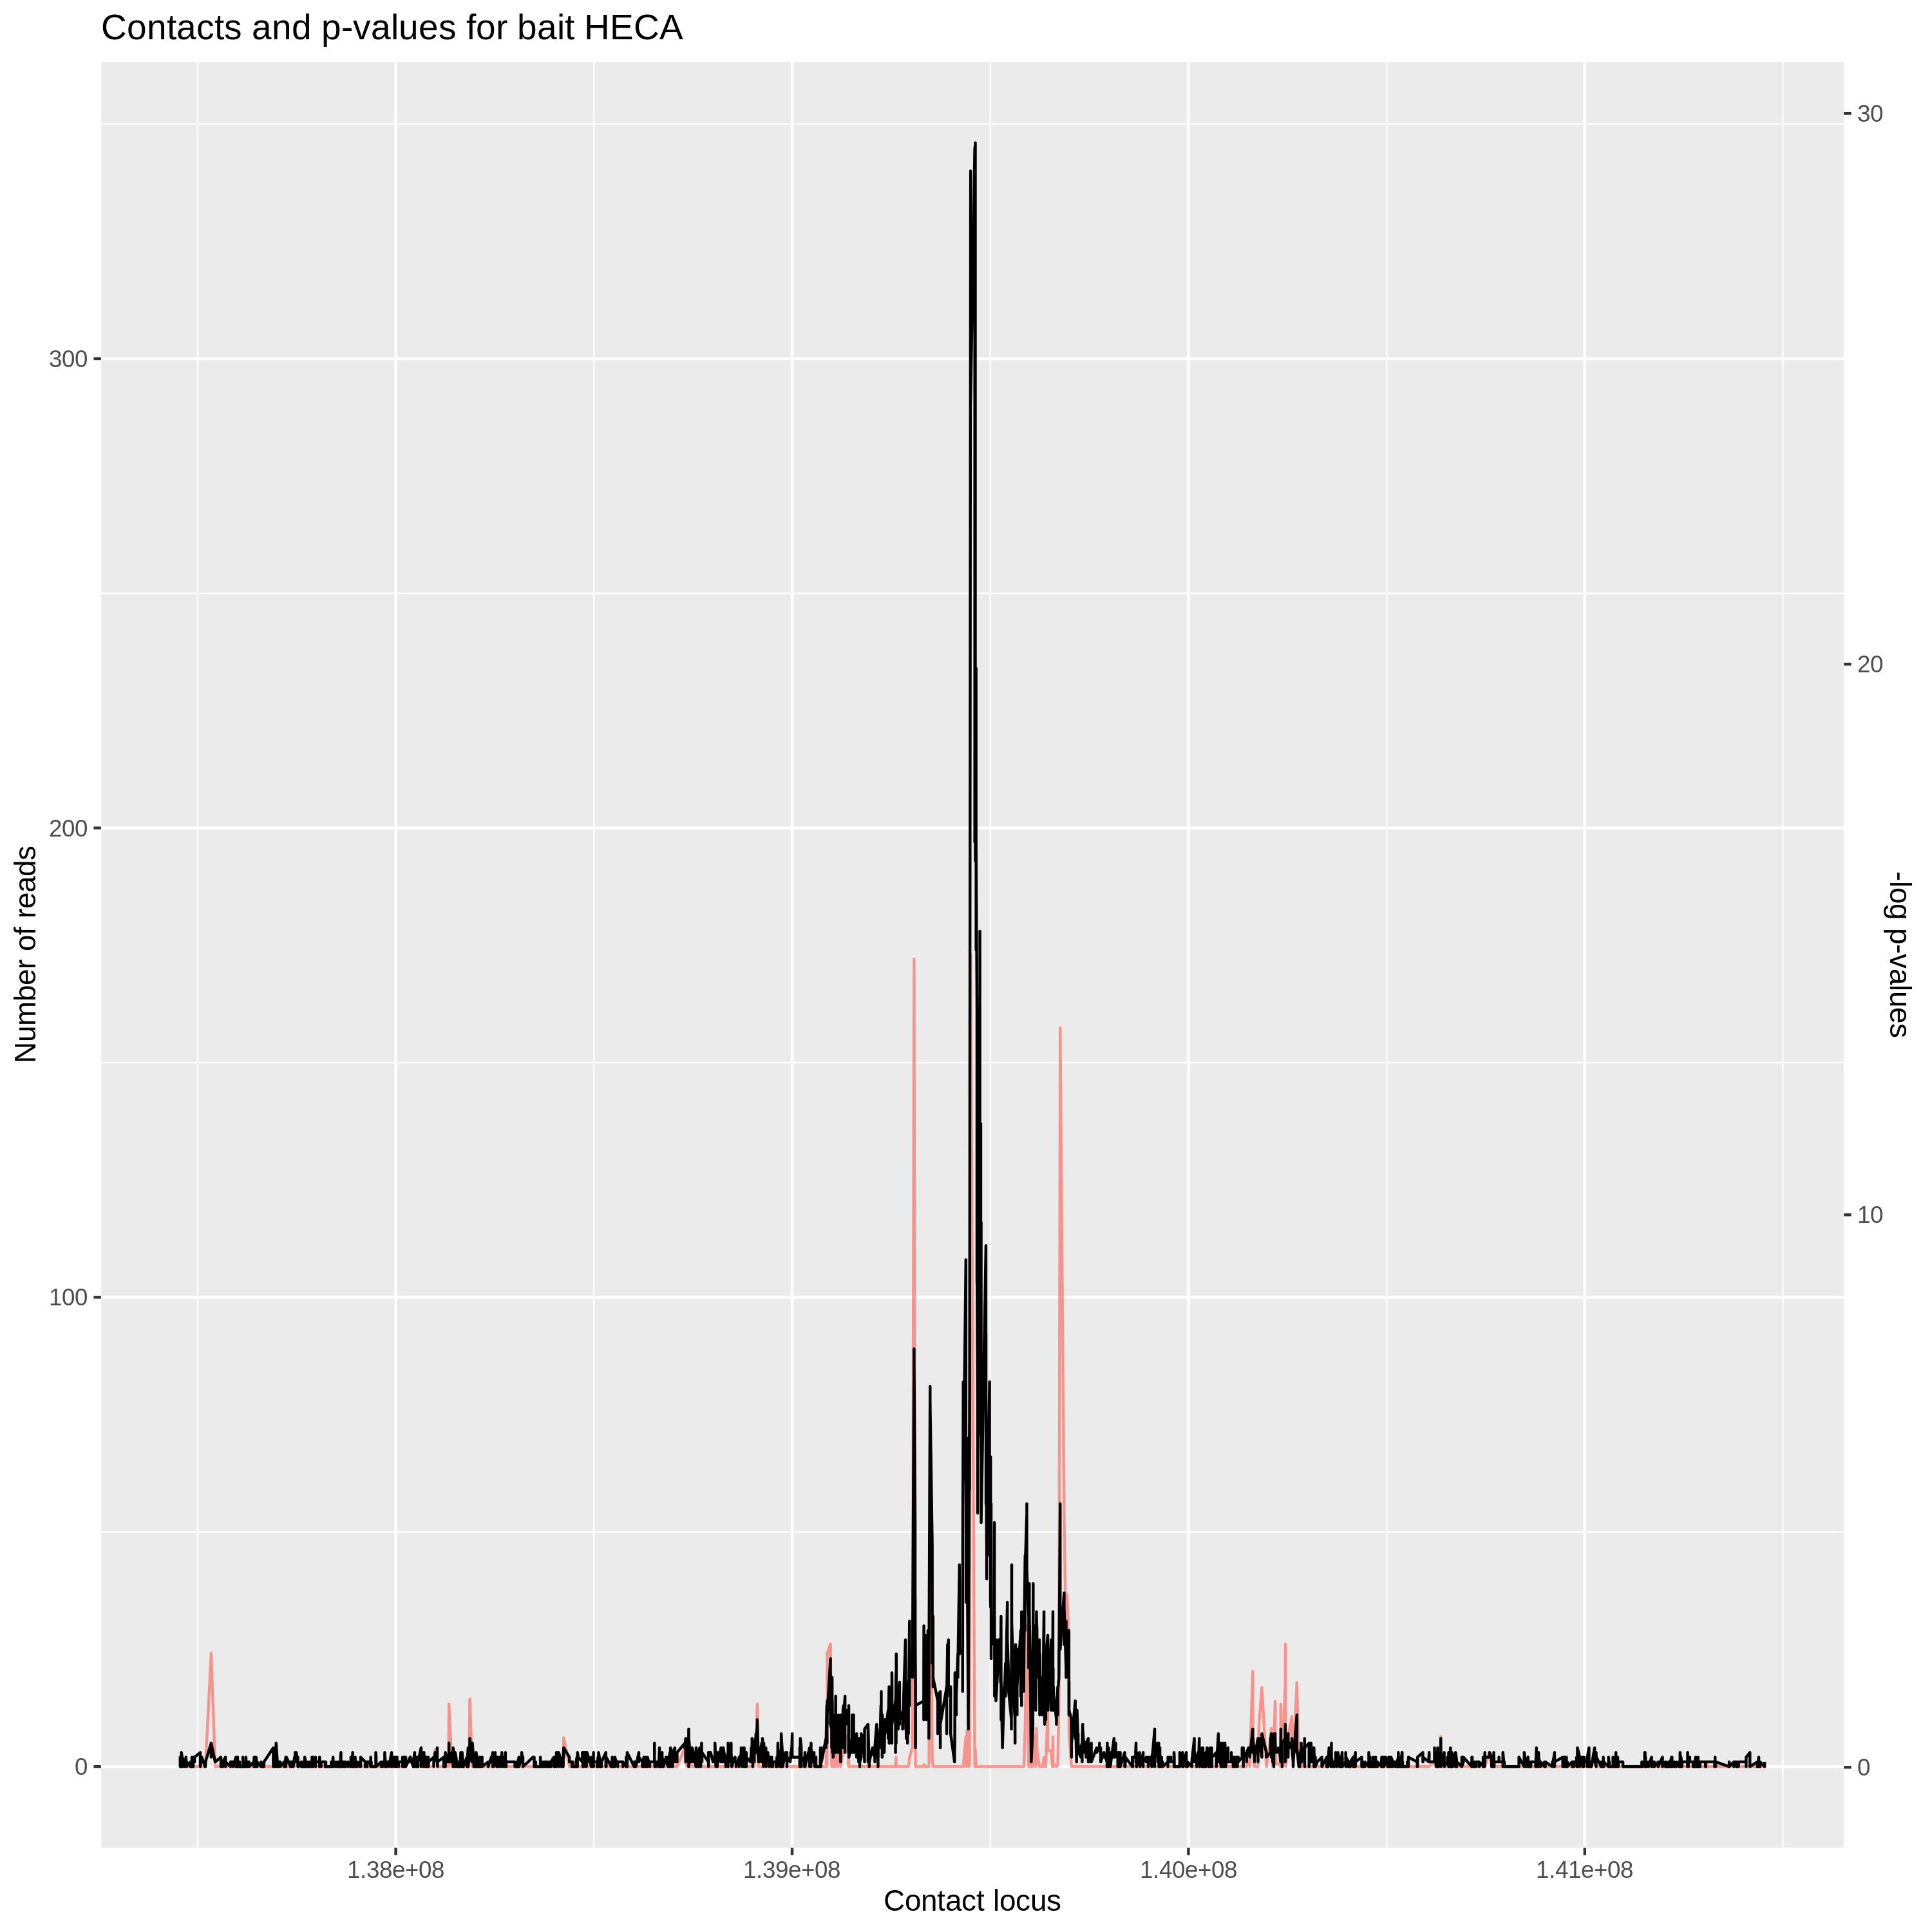 Contacts and p-values for bait HECA
Number of reads
300
200
100
0
30
20
10
0
-log p-values
1.38e+08
1.39e+08
1.40e+08
1.41e+08
Contact locus